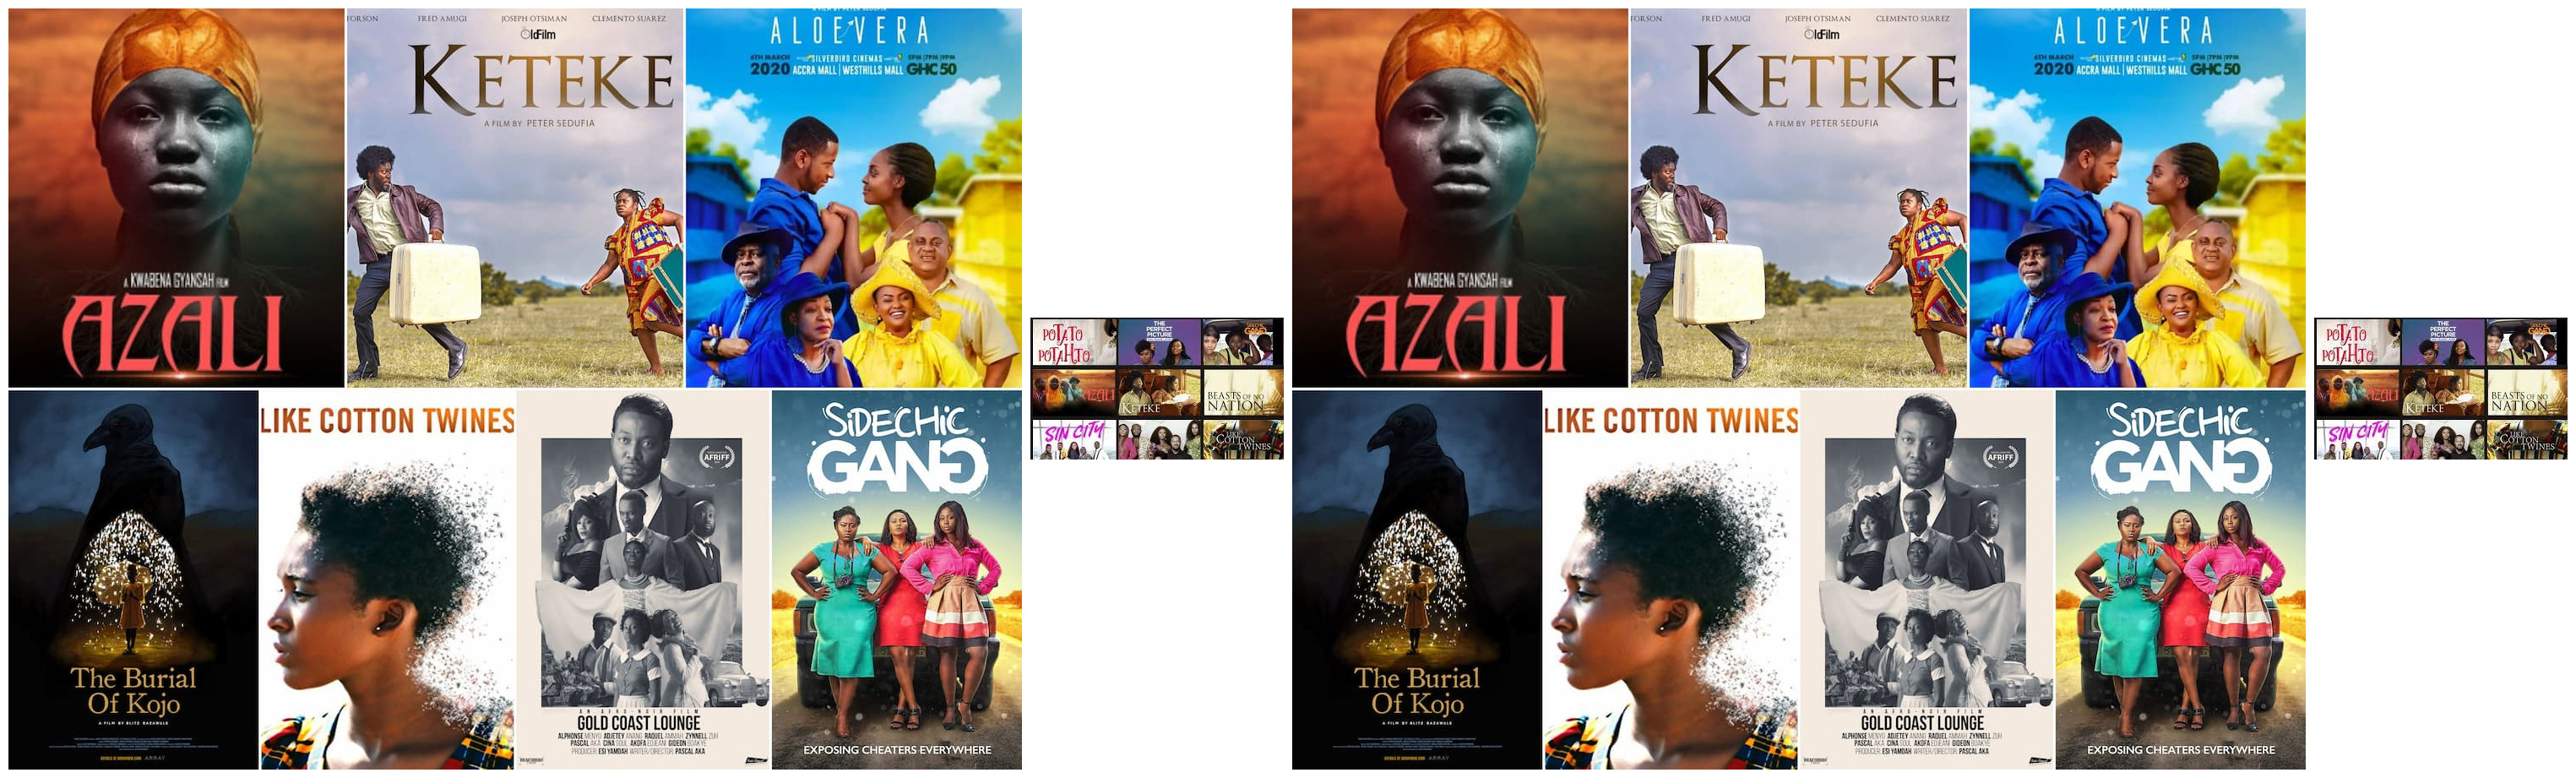 A KWABENA GYANSAH FILM
AZALI
FORSON FRED AMUGI JOSEPH OTSIMAN CLEMENTO SUAREZ
OldFilm
KETEKE
A FILM BY PETER SEDUFIA
ALOE VERA
6TH MARCH
2020
SILVERBIRD CINEMAS
ACCRA MALL | WESTHILLS MALL
5PM | 7PM | 9PM
GHC 50
The Burial
Of Kojo
A FILM BY BLITZ BAZAWULE
LIKE COTTON TWINES
AFRIFF
AN AFRO-NOIR FILM
GOLD COAST LOUNGE
ALPHONSE MENYO ADJETEY ANANG RAQUEL AMMAH ZYNNELL ZUH
PASCAL AKA CINA SOUL AKOFA EDJEANI GIDEON BOAKYE
PRODUCER ESI YAMOAH WRITER/DIRECTOR PASCAL AKA
SIDECHIC
GANG
EXPOSING CHEATERS EVERYWHERE
POTATO
POTAHTO
THE
PERFECT
PICTURE
GANG
AZALI
KETEKE
BEASTS OF NO
NATION
SIN CITY
LIKE
COTTON
TWINES
A KWABENA GYANSAH FILM
AZALI
FORSON FRED AMUGI JOSEPH OTSIMAN CLEMENTO SUAREZ
OldFilm
KETEKE
A FILM BY PETER SEDUFIA
ALOE VERA
6TH MARCH
2020
SILVERBIRD CINEMAS
ACCRA MALL | WESTHILLS MALL
5PM | 7PM | 9PM
GHC 50
The Burial
Of Kojo
A FILM BY BLITZ BAZAWULE
LIKE COTTON TWINES
AFRIFF
AN AFRO-NOIR FILM
GOLD COAST LOUNGE
ALPHONSE MENYO ADJETEY ANANG RAQUEL AMMAH ZYNNELL ZUH
PASCAL AKA CINA SOUL AKOFA EDJEANI GIDEON BOAKYE
PRODUCER ESI YAMOAH WRITER/DIRECTOR PASCAL AKA
SIDECHIC
GANG
EXPOSING CHEATERS EVERYWHERE
POTATO
POTAHTO
THE
PERFECT
PICTURE
GANG
AZALI
KETEKE
BEASTS OF NO
NATION
SIN CITY
LIKE
COTTON
TWINES